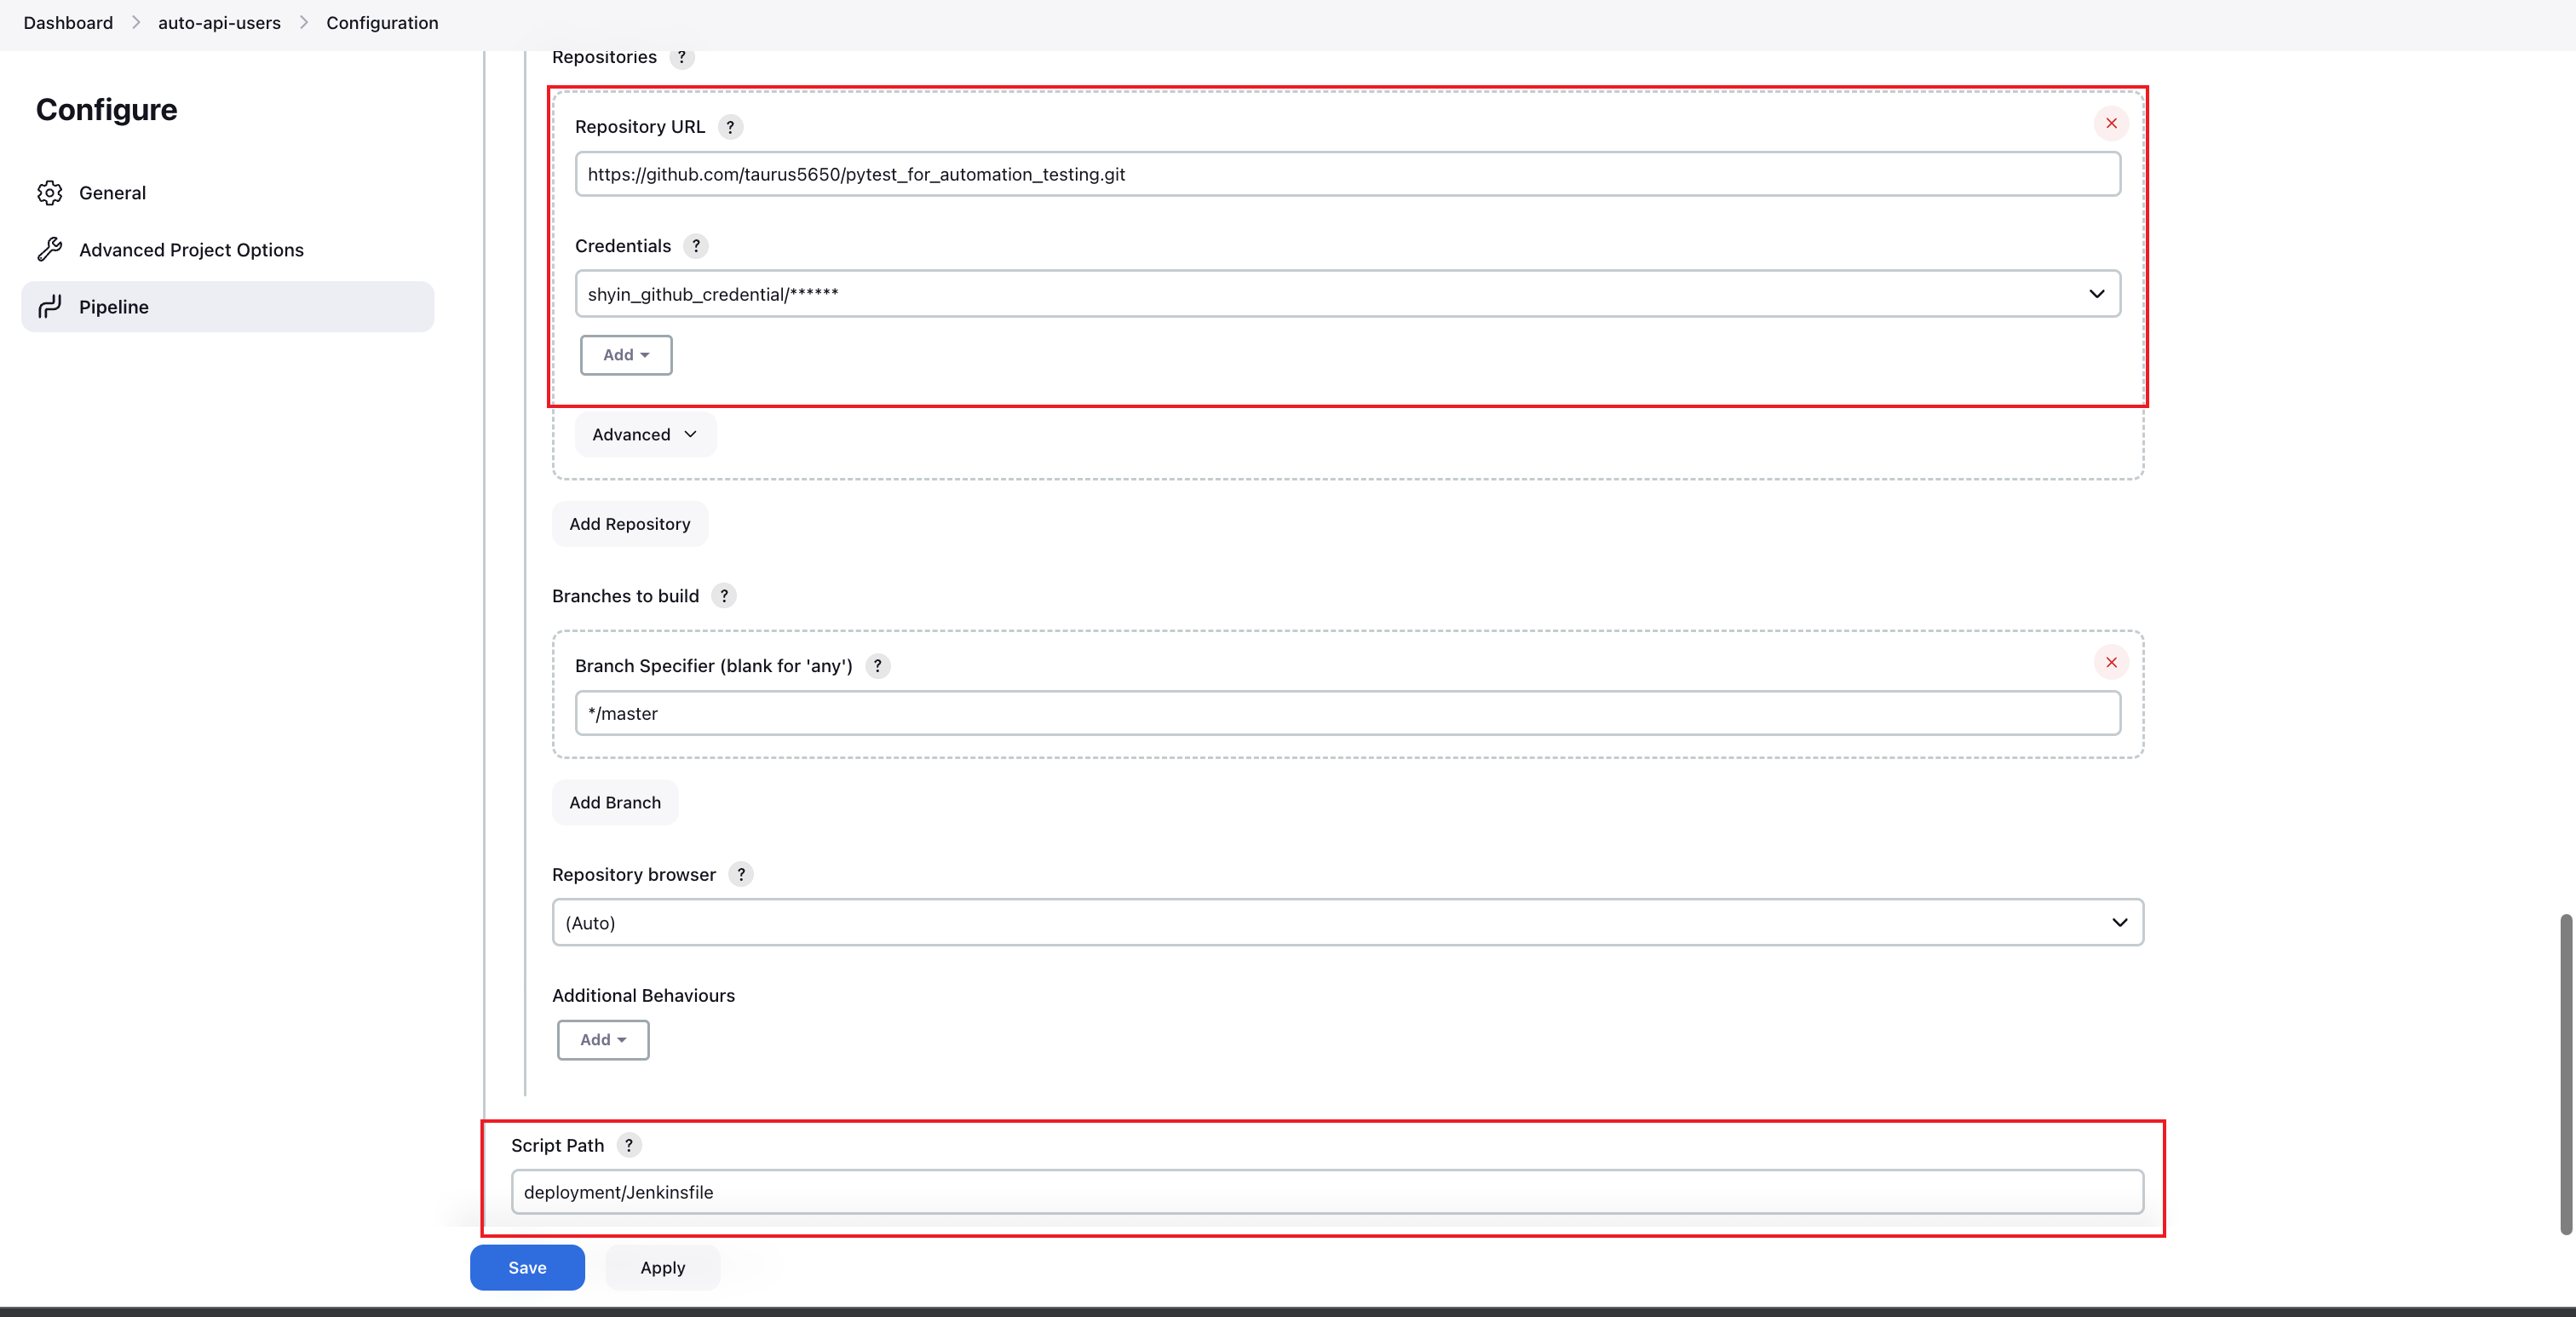 Dashboard > auto-api-users > Configuration
Configure
General
Advanced Project Options
Pipeline
Repositories ?
Repository URL ?
https://github.com/taurus5650/pytest_for_automation_testing.git
Credentials ?
shyin_github_credential/******
Add
Advanced
Add Repository
Branches to build ?
Branch Specifier (blank for 'any') ?
*/master
Add Branch
Repository browser ?
(Auto)
Additional Behaviours
Add
Script Path ?
deployment/Jenkinsfile
Save Apply